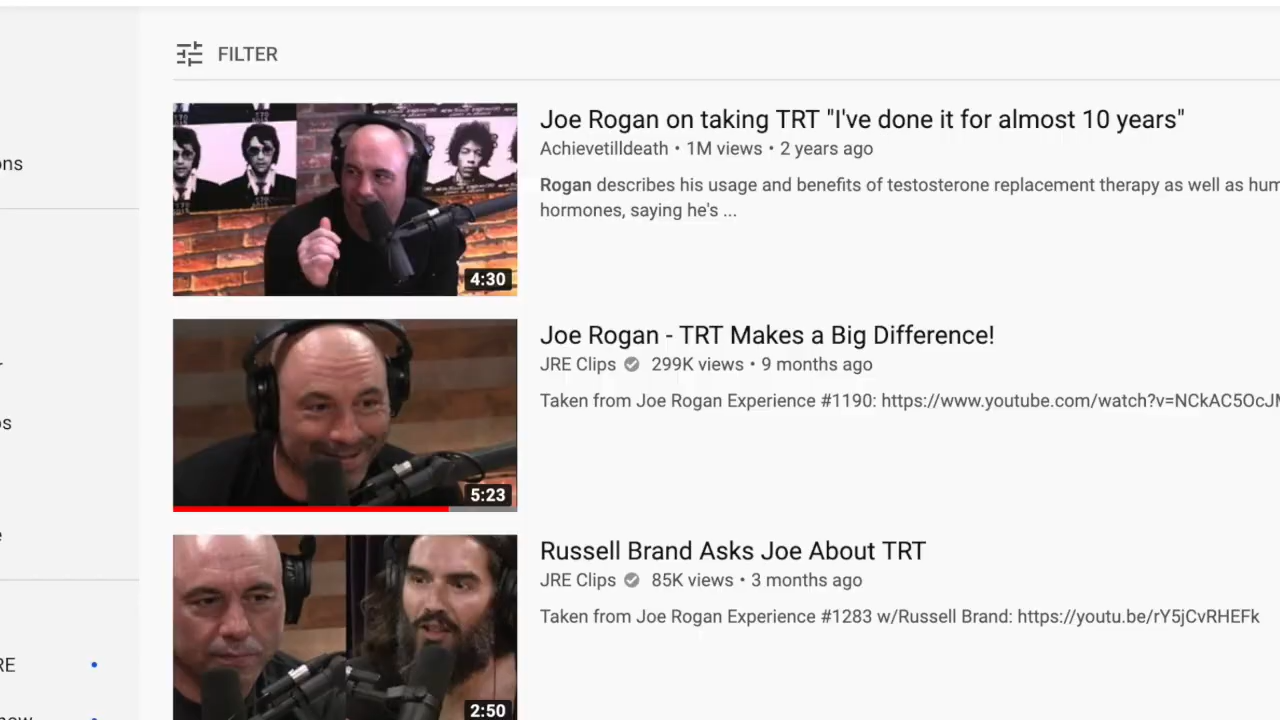 FILTER
ons
Joe Rogan on taking TRT "I've done it for almost 10 years"
Achievetilldeath • 1M views • 2 years ago
Rogan describes his usage and benefits of testosterone replacement therapy as well as hum
hormones, saying he's ...
4:30
Joe Rogan - TRT Makes a Big Difference!
JRE Clips 299K views • 9 months ago
Taken from Joe Rogan Experience #1190: https://www.youtube.com/watch?v=NCkAC5OcJM
5:23
Russell Brand Asks Joe About TRT
JRE Clips 85K views • 3 months ago
Taken from Joe Rogan Experience #1283 w/Russell Brand: https://youtu.be/rY5jCvRHEFk
RE
2:50